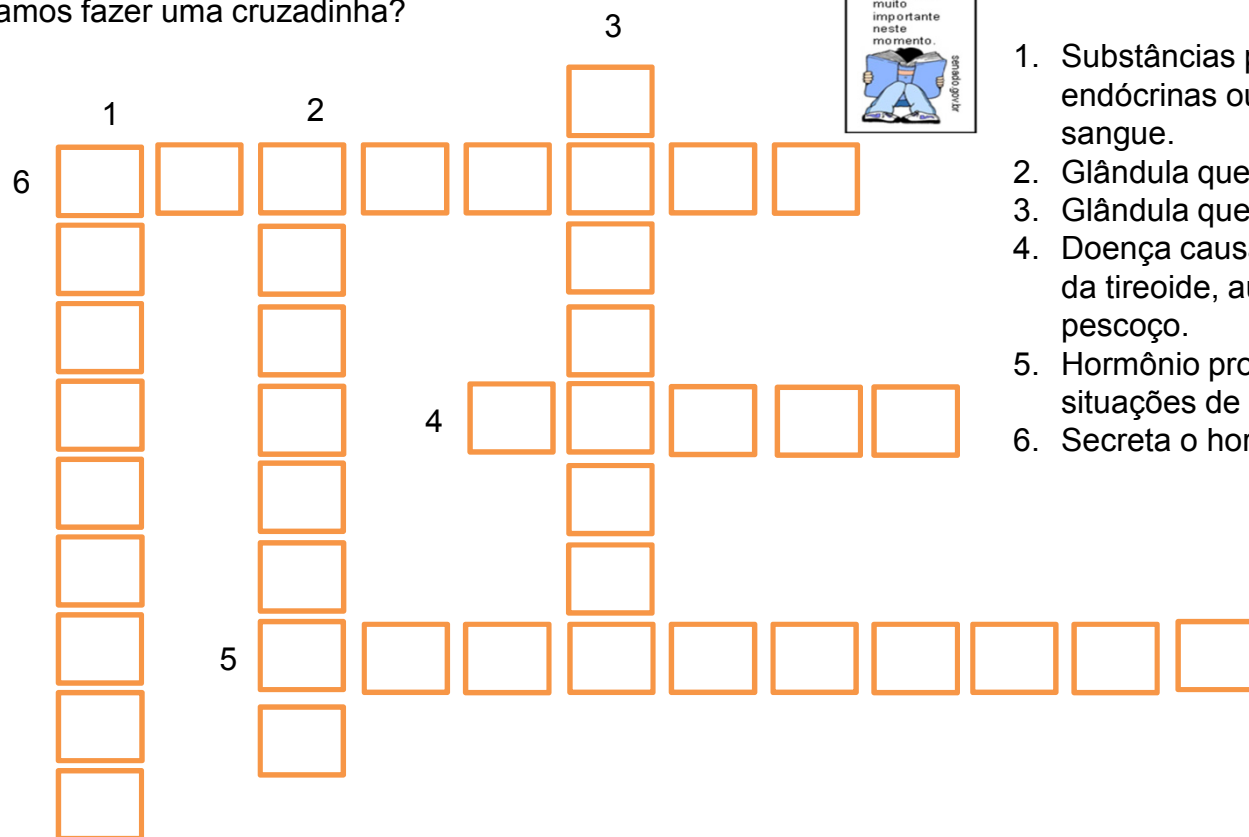 amos fazer uma cruzadinha?
muito
importante
neste
momento.
senado.gov.br
3
1
2
6
4
5
1. Substâncias
endócrinas ou
sangue.
2. Glândula que
3. Glândula que
4. Doença caus
da tireoide, a
pescoço.
5. Hormônio pro
situações de
6. Secreta o hor